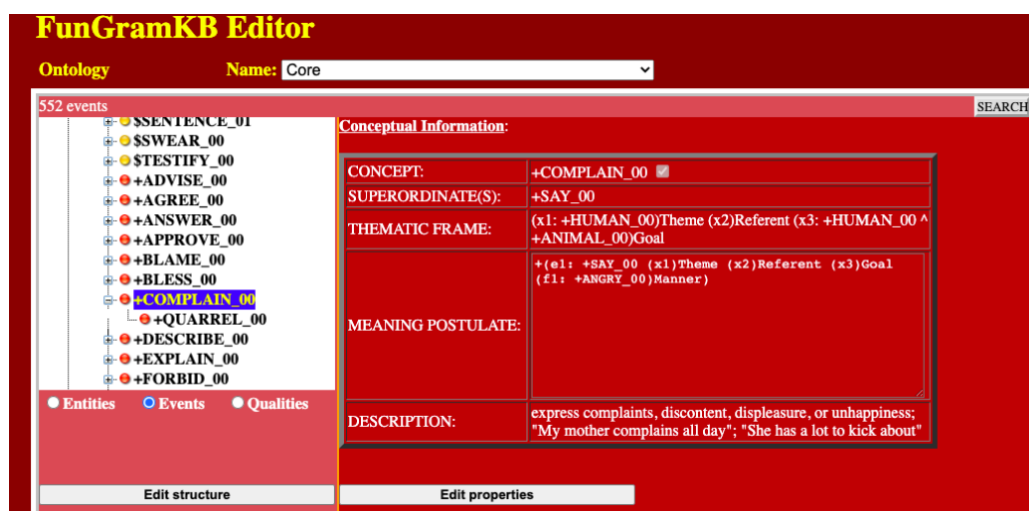 FunGramKB Editor
Ontology Name: Core
552 events SEARCH
$SENTENCE_01
$SWEAR_00
$TESTIFY_00
+ADVISE_00
+AGREE_00
+ANSWER_00
+APPROVE_00
+BLAME_00
+BLESS_00
+COMPLAIN_00
+QUARREL_00
+DESCRIBE_00
+EXPLAIN_00
+FORBID_00
Entities Events Qualities
Edit structure
Conceptual Information:
CONCEPT: +COMPLAIN_00
SUPERORDINATE(S): +SAY_00
THEMATIC FRAME: (x1: +HUMAN_00)Theme (x2)Referent (x3: +HUMAN_00 ^
+ANIMAL_00)Goal
MEANING POSTULATE: +(e1: +SAY_00 (x1)Theme (x2)Referent (x3)Goal
(f1: +ANGRY_00)Manner)
DESCRIPTION: express complaints, discontent, displeasure, or unhappiness;
"My mother complains all day"; "She has a lot to kick about"
Edit properties